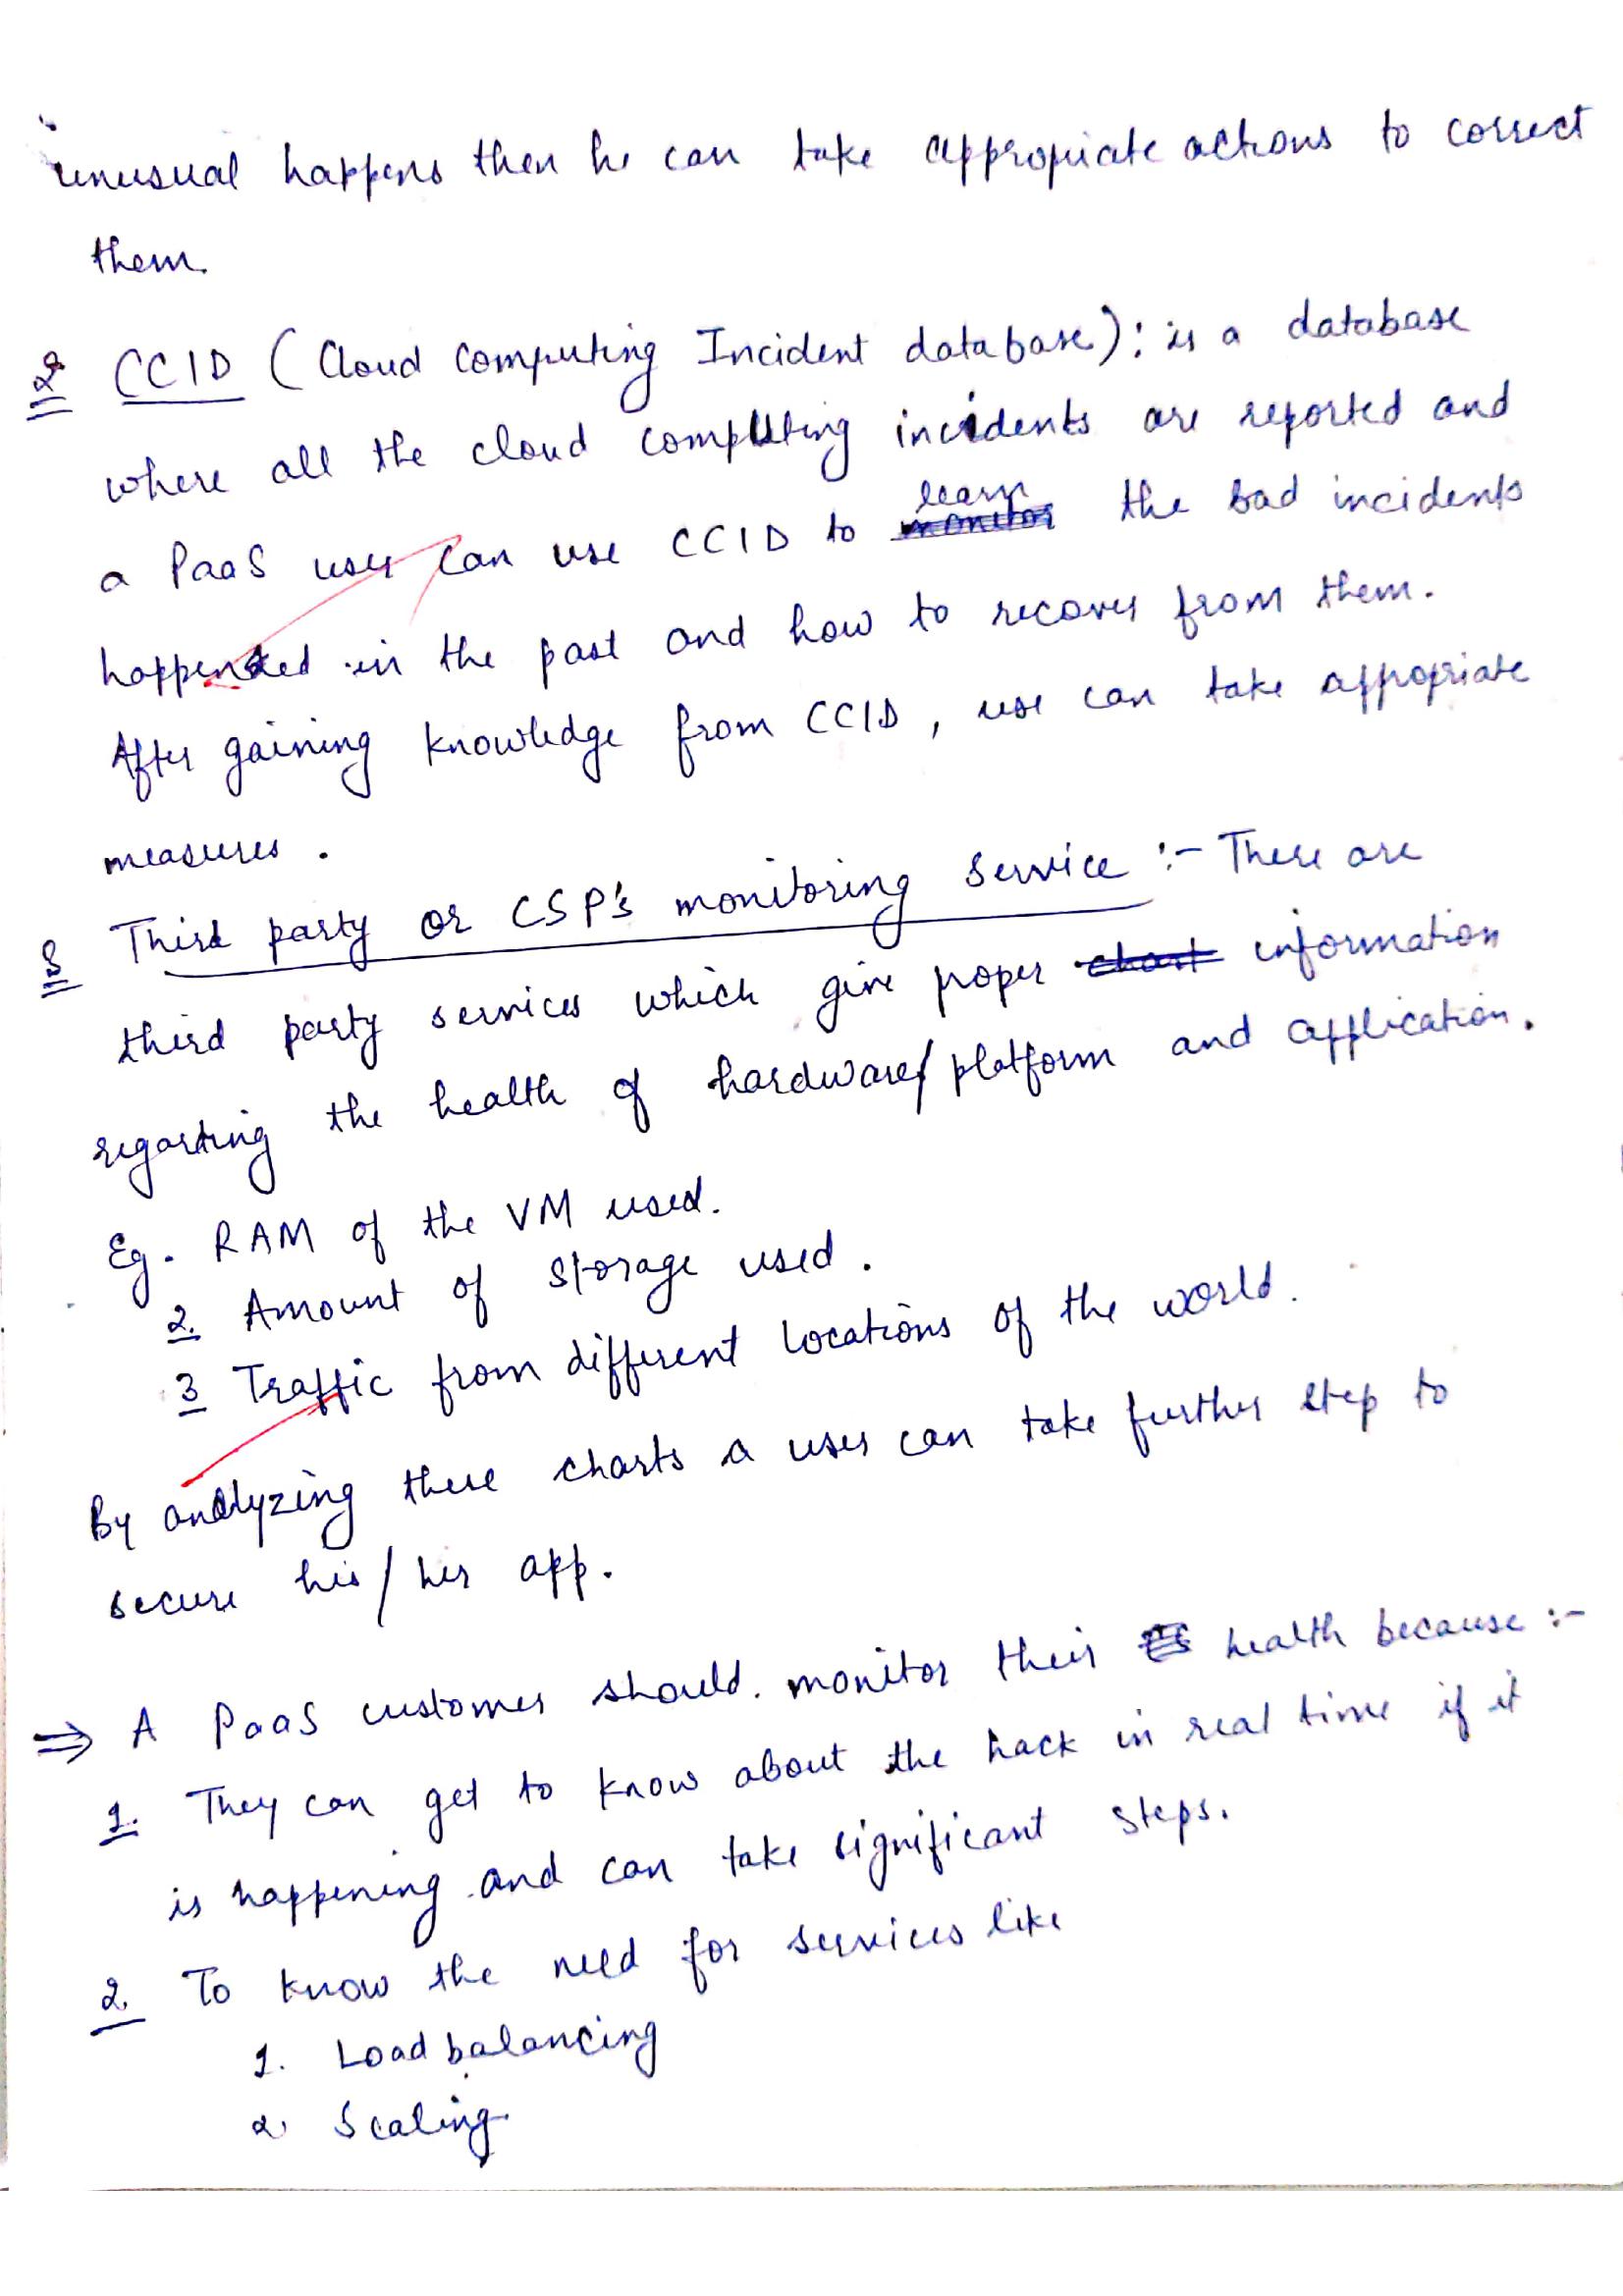 unusual happens then he can take appropriate actions to correct
them.
2 CCID (Cloud Computing Incident database): is a database
where all the cloud computing incidents are reported and
a PaaS user can use CCID to learn the bad incidents
happended in the past and how to recover from them.
After gaining knowledge from CCID, use can take appropriate
measures.
3 Third party or CSP's monitoring service :- There are
third party services which give proper chart information
regarding the health of hardware/platform and application.
Eg. RAM of the VM used.
2. Amount of storage used.
3 Traffic from different locations of the world.
By analyzing these charts a user can take further step to
secure his/her app.
⇒ A PaaS customer should monitor their health because :-
1. They can get to know about the hack in real time if it
is happening and can take significant steps.
2. To know the need for services like
1. Load balancing
2. Scaling